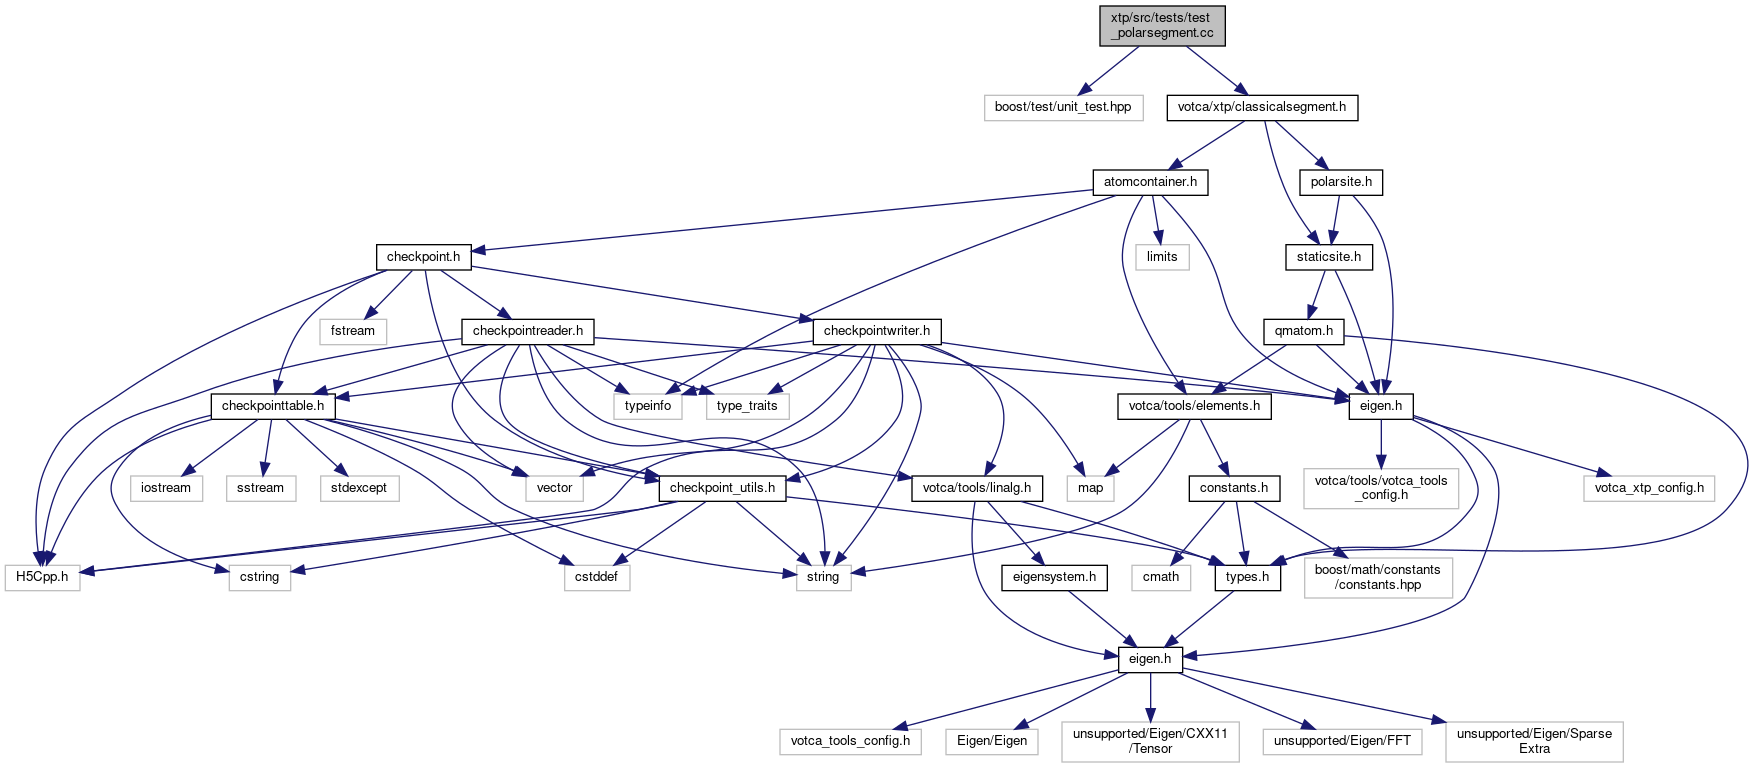 xtp/src/tests/test
_polarsegment.cc
boost/test/unit_test.hpp
votca/xtp/classicalsegment.h
atomcontainer.h
polarsite.h
checkpoint.h
limits
staticsite.h
fstream
checkpointreader.h
checkpointwriter.h
qmatom.h
checkpointtable.h
typeinfo
type_traits
votca/tools/elements.h
eigen.h
iostream
sstream
stdexcept
vector
checkpoint_utils.h
votca/tools/linalg.h
map
constants.h
votca/tools/votca_tools
_config.h
votca_xtp_config.h
H5Cpp.h
cstring
cstddef
string
eigensystem.h
cmath
types.h
boost/math/constants
/constants.hpp
eigen.h
votca_tools_config.h
Eigen/Eigen
unsupported/Eigen/CXX11
/Tensor
unsupported/Eigen/FFT
unsupported/Eigen/Sparse
Extra